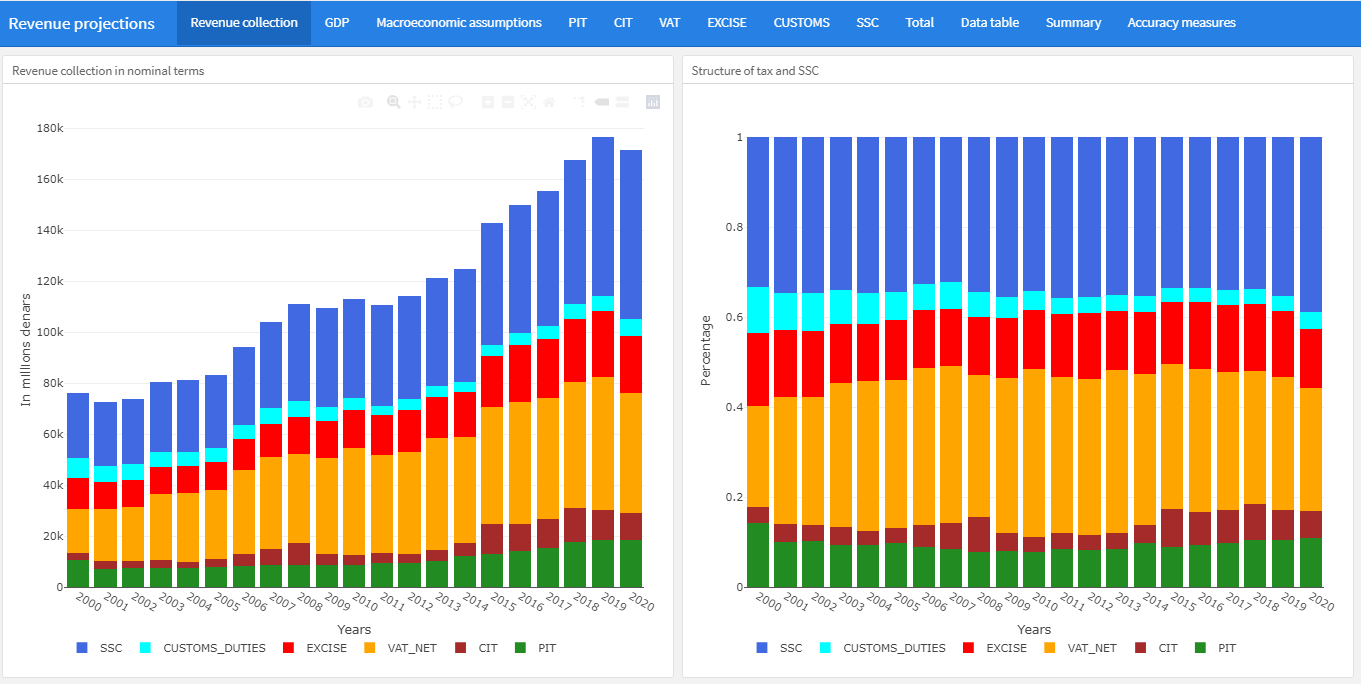 Revenue projections Revenue collection GDP Macroeconomic assumptions PIT CIT VAT EXCISE CUSTOMS SSC Total Data table Summary Accuracy measures
Revenue collection in nominal terms
180k
160k
140k
120k
100k
80k
60k
40k
20k
0
In millions denars
2000 2001 2002 2003 2004 2005 2006 2007 2008 2009 2010 2011 2012 2013 2014 2015 2016 2017 2018 2019 2020
Years
SSC CUSTOMS_DUTIES EXCISE VAT_NET CIT PIT
Structure of tax and SSC
1
0.8
0.6
0.4
0.2
0
Percentage
2000 2001 2002 2003 2004 2005 2006 2007 2008 2009 2010 2011 2012 2013 2014 2015 2016 2017 2018 2019 2020
Years
SSC CUSTOMS_DUTIES EXCISE VAT_NET CIT PIT